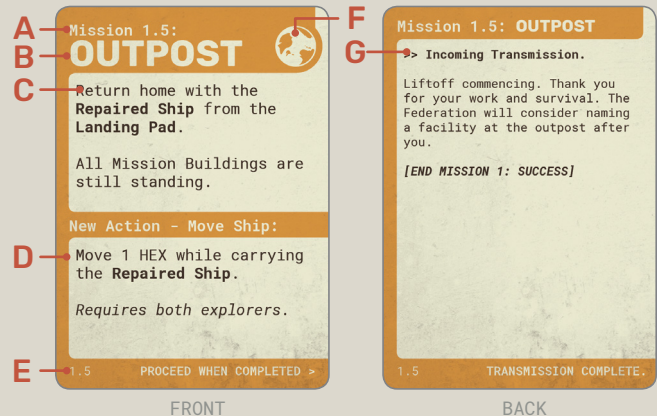 A
Mission 1.5:
B
OUTPOST
C
Return home with the
Repaired Ship from the
Landing Pad.
All Mission Buildings are
still standing.
New Action - Move Ship:
D
Move 1 HEX while carrying
the Repaired Ship.
Requires both explorers.
E
1.5 PROCEED WHEN COMPLETED >
FRONT
F
Mission 1.5: OUTPOST
G
>> Incoming Transmission.
Liftoff commencing. Thank you
for your work and survival. The
Federation will consider naming
a facility at the outpost after
you.
[END MISSION 1: SUCCESS]
1.5 TRANSMISSION COMPLETE.
BACK